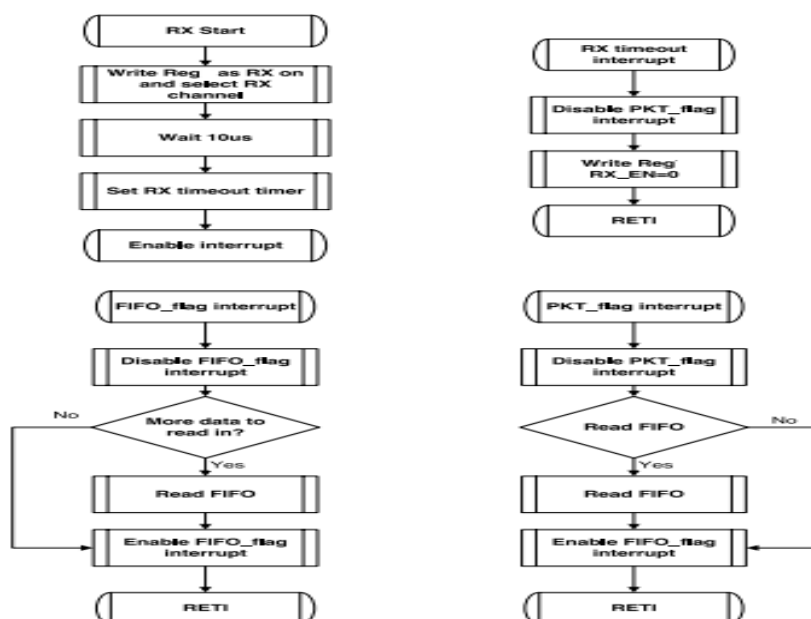 RX Start
Write Reg as RX on
and select RX
channel
Wait 10us
Set RX timeout timer
Enable interrupt
RX timeout
interrupt
Disable PKT_flag
interrupt
Write Reg
RX_EN=0
RETI
FIFO_flag interrupt
Disable FIFO_flag
interrupt
No
More data to
read in?
Yes
Read FIFO
Enable FIFO_flag
interrupt
RETI
PKT_flag interrupt
Disable PKT_flag
interrupt
Read FIFO
No
Yes
Read FIFO
Enable FIFO_flag
interrupt
RETI